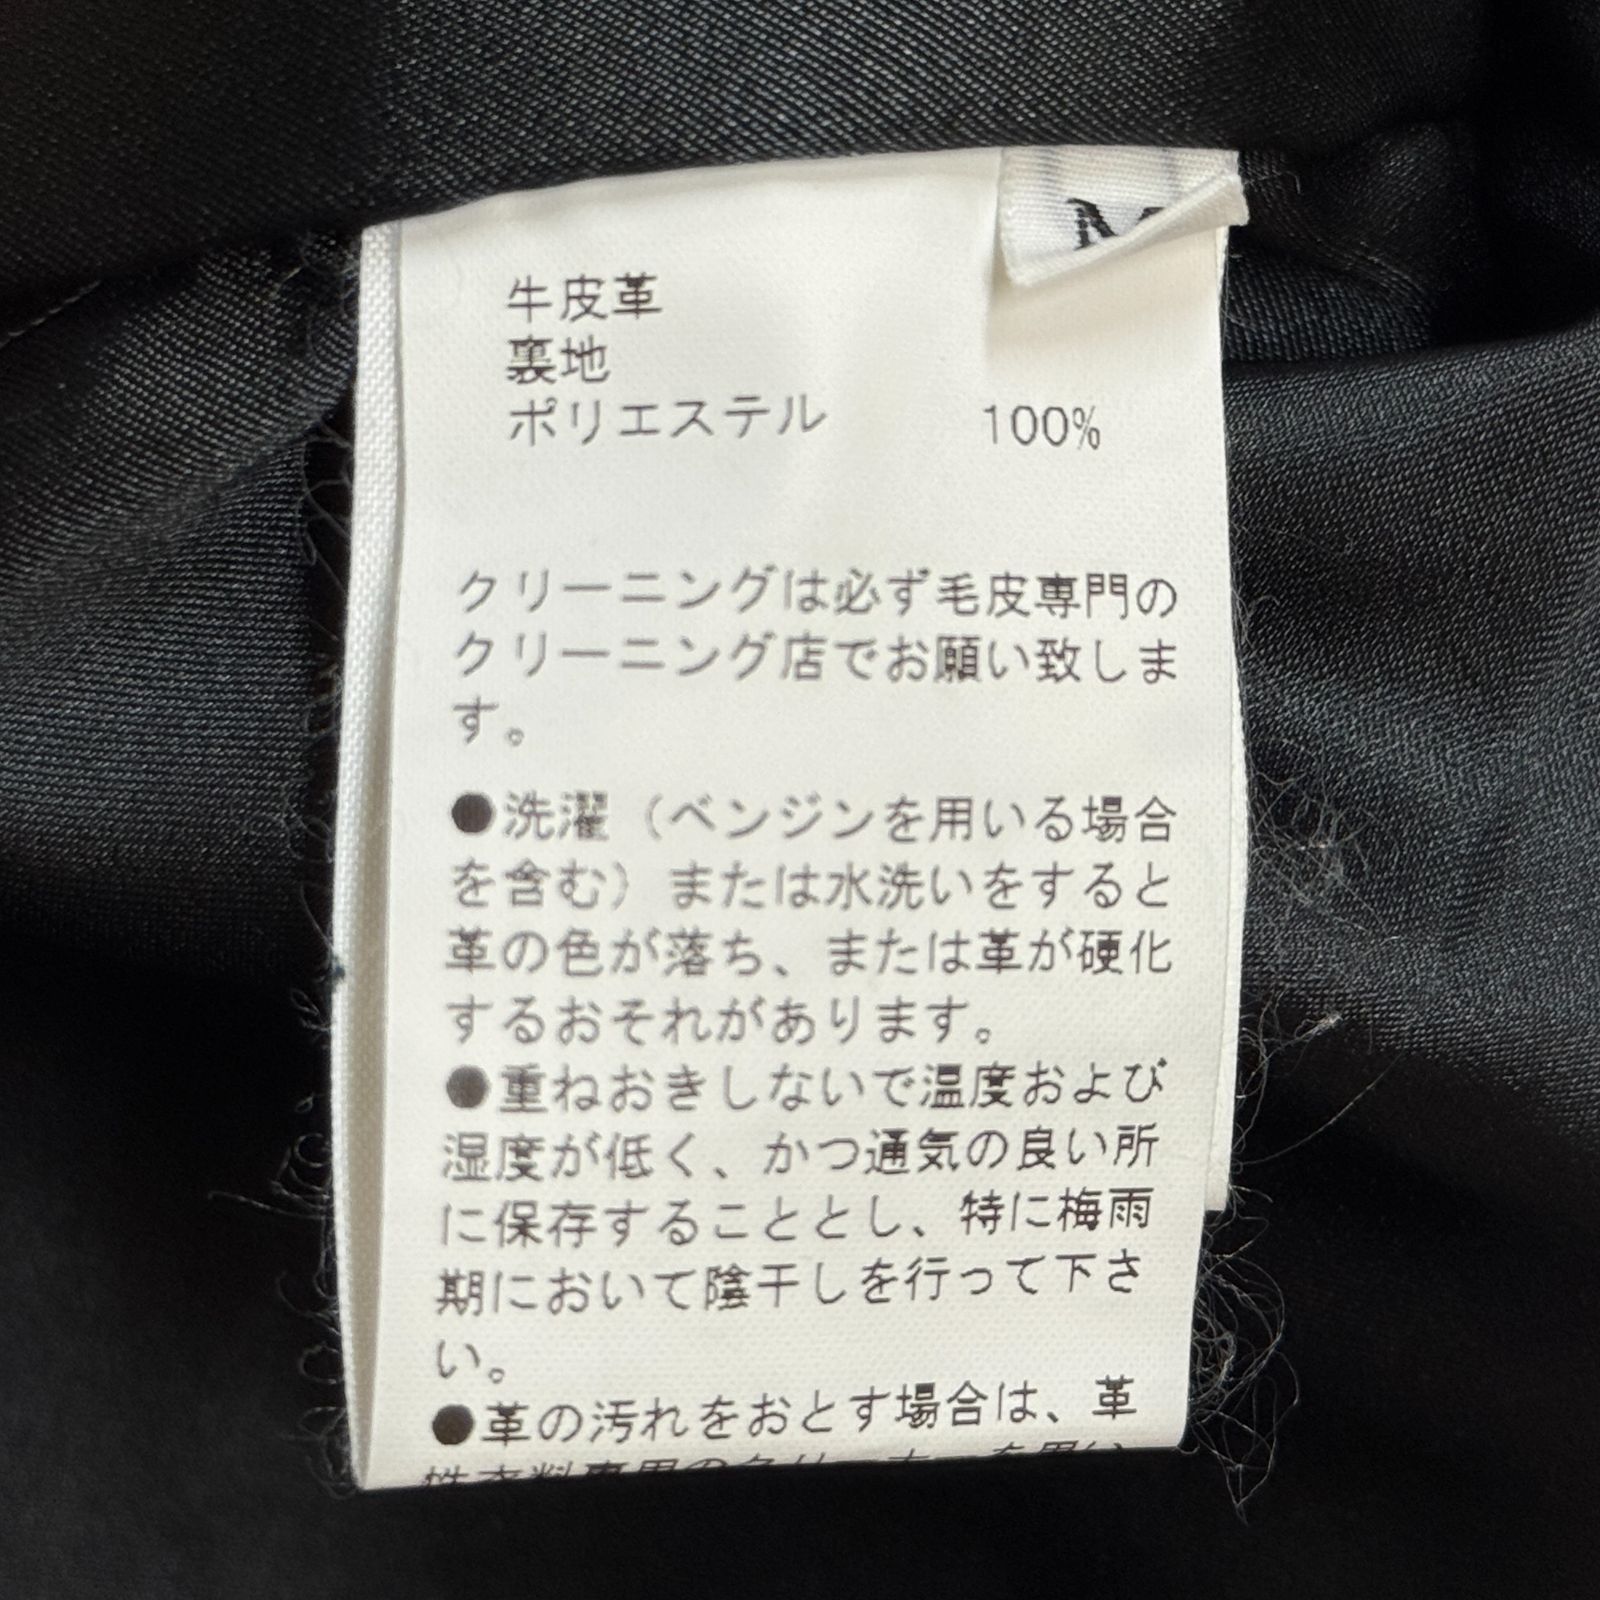 M
牛皮革
裏地
ポリエステル 100%
クリーニングは必ず毛皮専門の
クリーニング店でお願い致しま
す。
●洗濯（ベンジンを用いる場合
を含む）または水洗いをすると
革の色が落ち、または革が硬化
するおそれがあります。
●重ねおきしないで温度および
湿度が低く、かつ通気の良い所
に保存することとし、特に梅雨
期において陰干しを行って下さ
い。
●革の汚れをおとす場合は、革